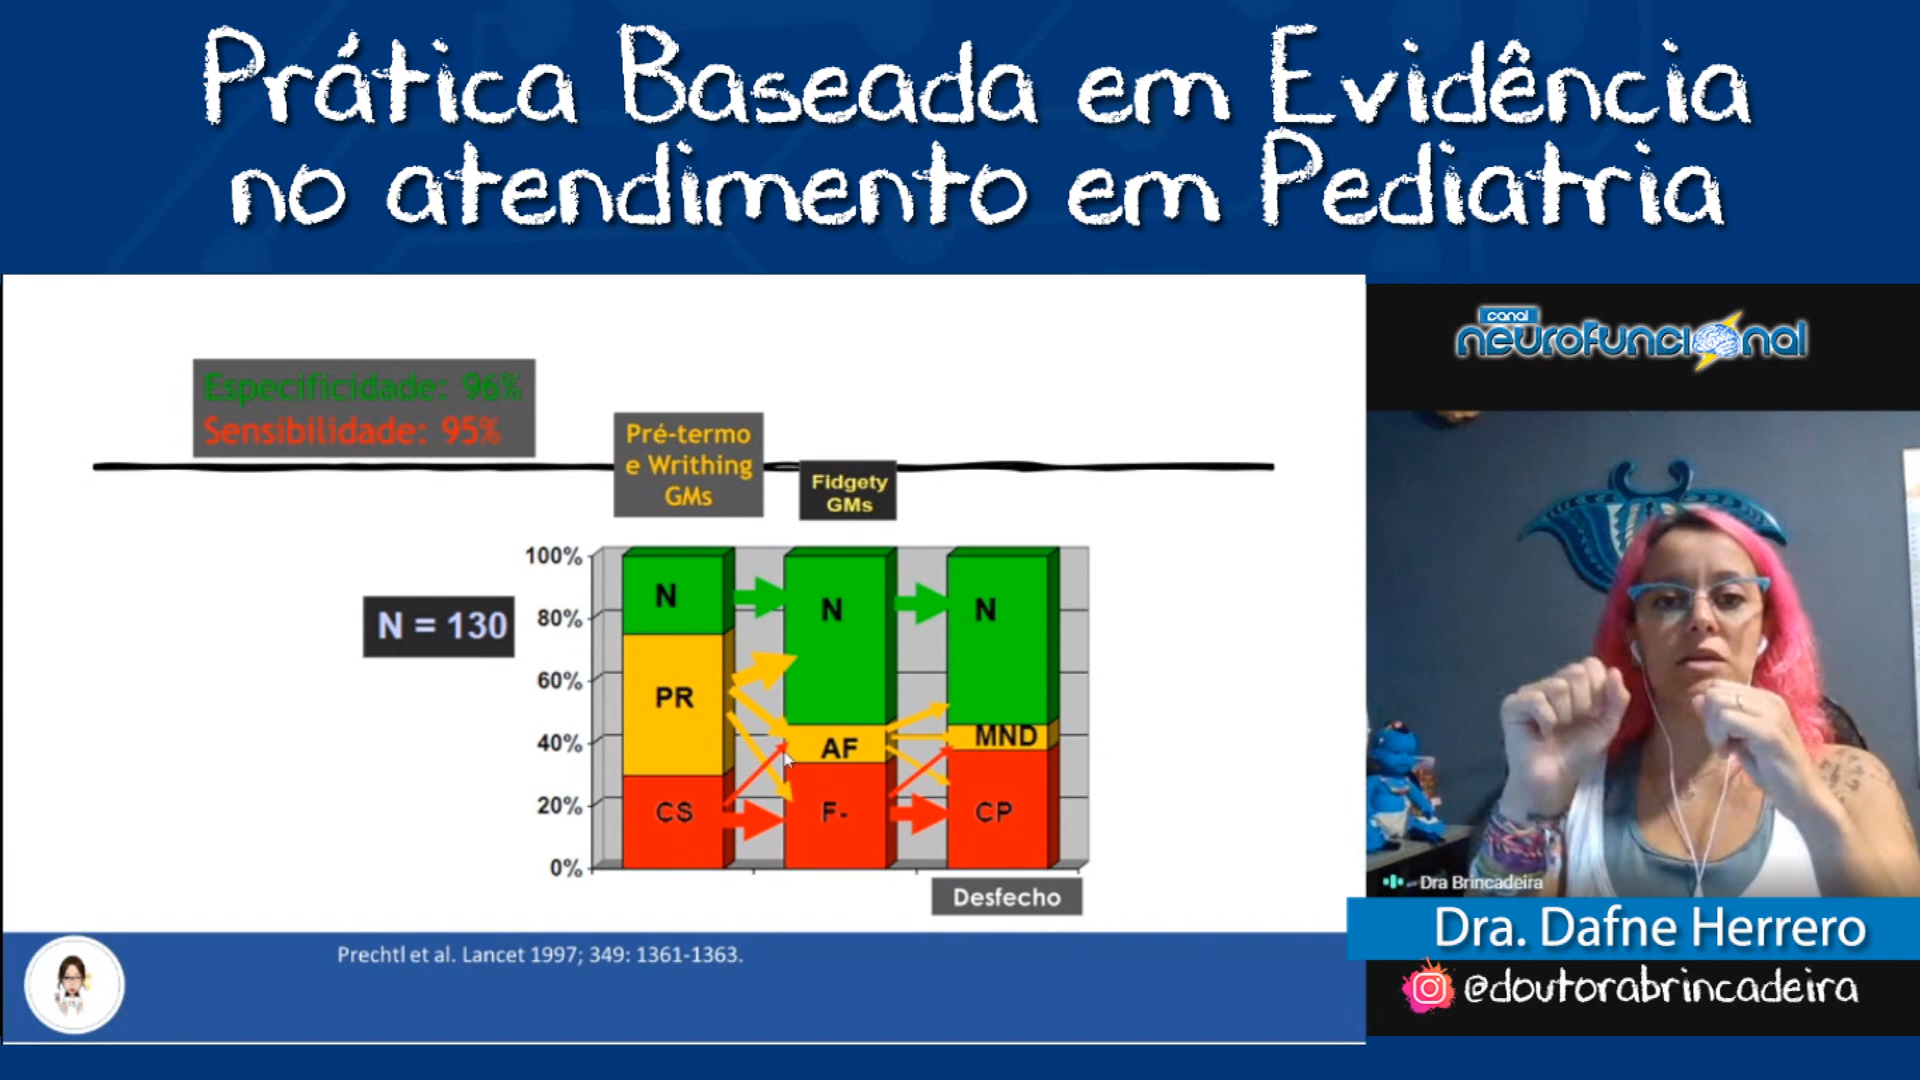 Prática Baseada em Evidência
no atendimento em Pediatria
canal
neurofuncional
Especificidade: 96%
Sensibilidade: 95%
Pré-termo
e Writhing
GMs
Fidgety
GMs
N = 130
100%
80%
60%
40%
20%
0%
N
PR
CS
N
AF
F-
N
MND
CP
Desfecho
Prechtl et al. Lancet 1997; 349: 1361-1363.
Dra Brincadeira
Dra. Dafne Herrero
@doutorabrincadeira